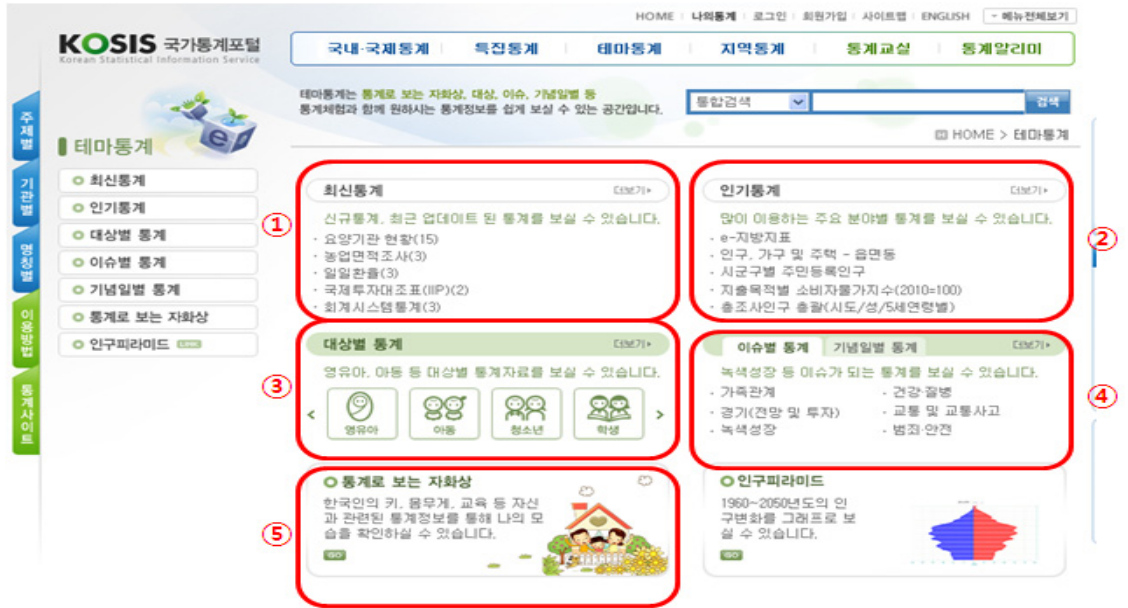 HOME 나의통계 로그인 회원가입 사이트맵 ENGLISH 메뉴전체보기
KOSIS 국가통계포털
Korean Statistical Information Service
국내·국제통계 특집통계 테마통계 지역통계 통계교실 통계알리미
테마통계는 통계로 보는 자화상, 대상, 이슈, 기념일별 등
통계체험과 함께 원하시는 통계정보를 쉽게 보실 수 있는 공간입니다.
통합검색 검색
HOME > 테마통계
주제별
기관별
명칭별
이용방법
통계사이트
테마통계
최신통계
인기통계
대상별 통계
이슈별 통계
기념일별 통계
통계로 보는 자화상
인구피라미드 LINK
①
최신통계 더보기
신규통계, 최근 업데이트 된 통계를 보실 수 있습니다.
· 요양기관 현황(15)
· 농업면적조사(3)
· 일일환율(3)
· 국제투자대조표(IIP)(2)
· 회계시스템통계(3)
②
인기통계 더보기
많이 이용하는 주요 분야별 통계를 보실 수 있습니다.
· e-지방지표
· 인구, 가구 및 주택 - 읍면동
· 시군구별 주민등록인구
· 지출목적별 소비자물가지수(2010=100)
· 총조사인구 총괄(시도/성/5세연령별)
③
대상별 통계 더보기
영유아, 아동 등 대상별 통계자료를 보실 수 있습니다.
영유아 아동 청소년 학생
④
이슈별 통계 기념일별 통계 더보기
녹색성장 등 이슈가 되는 통계를 보실 수 있습니다.
· 가족관계 · 건강·질병
· 경기(전망 및 투자) · 교통 및 교통사고
· 녹색성장 · 범죄·안전
⑤
통계로 보는 자화상
한국인의 키, 몸무게, 교육 등 자신
과 관련된 통계정보를 통해 나의 모
습을 확인하실 수 있습니다.
GO
인구피라미드
1960~2050년도의 인
구변화를 그래프로 보
실 수 있습니다.
GO